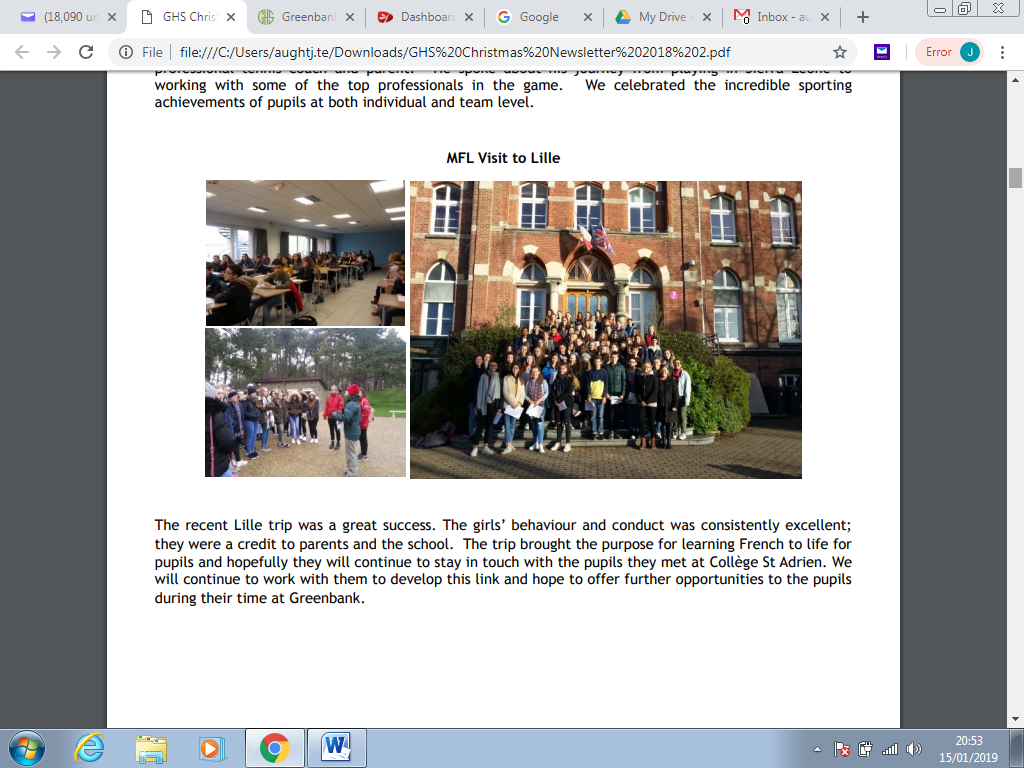 (18,090 un
GHS Chris
Greenban
Dashboar
Google
My Drive -
Inbox - au
File
file:///C:/Users/aughtj.te/Downloads/GHS%20Christmas%20Newsletter%202018%202.pdf
Error
J
professional tennis coach and parent. He spoke about his journey from playing in Sierra Leone to
working with some of the top professionals in the game. We celebrated the incredible sporting
achievements of pupils at both individual and team level.
MFL Visit to Lille
The recent Lille trip was a great success. The girls’ behaviour and conduct was consistently excellent;
they were a credit to parents and the school. The trip brought the purpose for learning French to life for
pupils and hopefully they will continue to stay in touch with the pupils they met at Collège St Adrien. We
will continue to work with them to develop this link and hope to offer further opportunities to the pupils
during their time at Greenbank.
20:53
15/01/2019